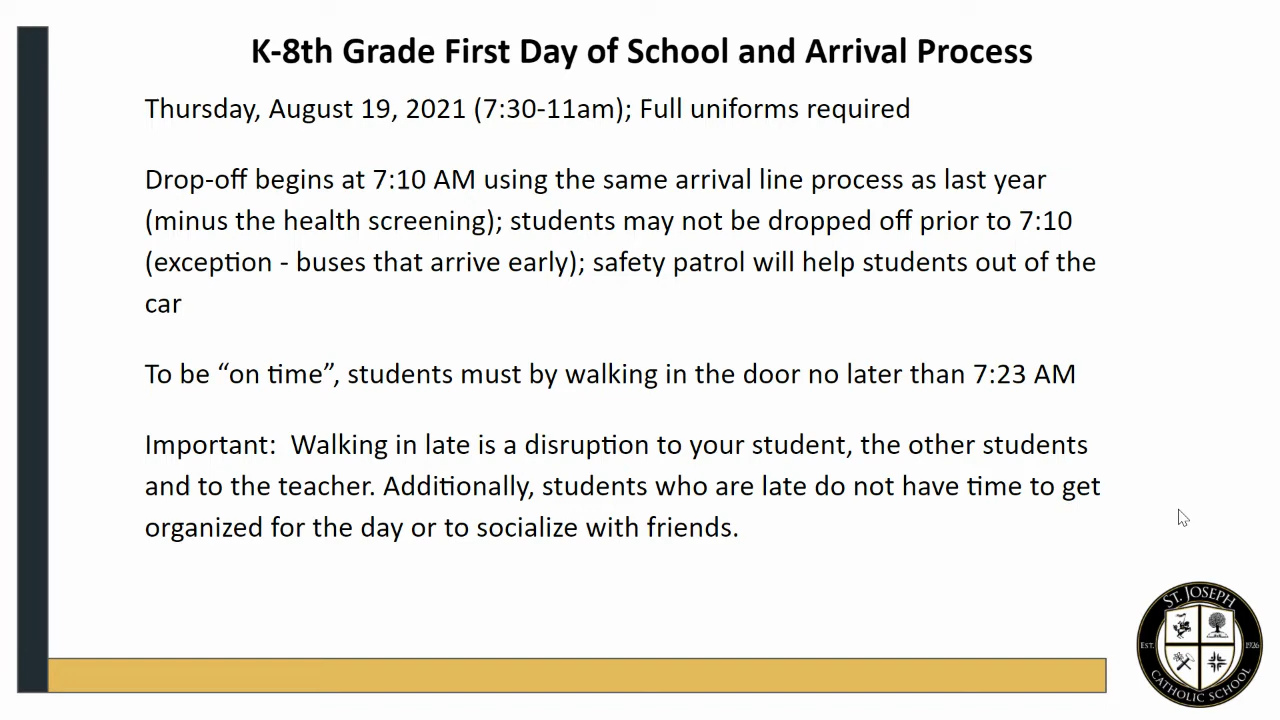 K-8th Grade First Day of School and Arrival Process
Thursday, August 19, 2021 (7:30-11am); Full uniforms required
Drop-off begins at 7:10 AM using the same arrival line process as last year
(minus the health screening); students may not be dropped off prior to 7:10
(exception - buses that arrive early); safety patrol will help students out of the
car
To be “on time”, students must by walking in the door no later than 7:23 AM
Important:  Walking in late is a disruption to your student, the other students
and to the teacher. Additionally, students who are late do not have time to get
organized for the day or to socialize with friends.
ST. JOSEPH
EST. 1926
CATHOLIC SCHOOL